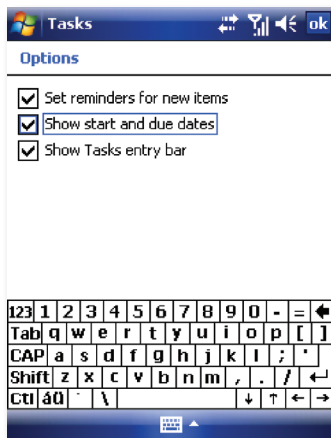 Tasks ok
Options
Set reminders for new items
Show start and due dates
Show Tasks entry bar
123 1 2 3 4 5 6 7 8 9 0 - =
Tab q w e r t y u i o p [ ]
CAP a s d f g h j k l ; '
Shift z x c v b n m , . /
Ctl áü ` \ ↓ ↑ ← →